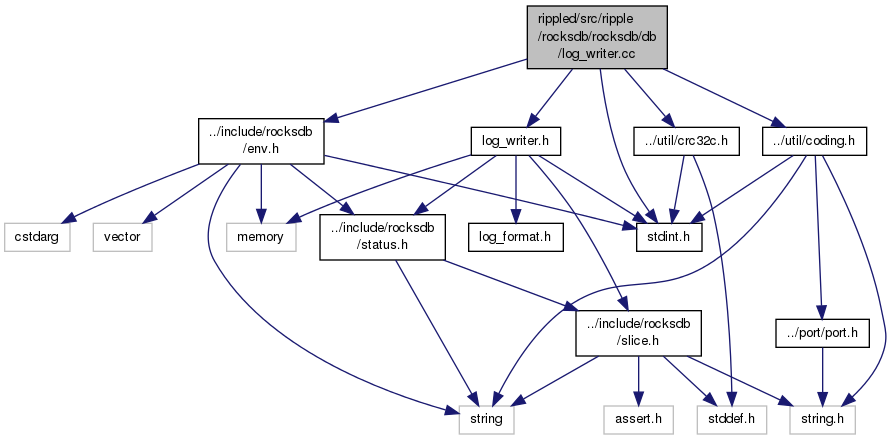 rippled/src/ripple
/rocksdb/rocksdb/db
/log_writer.cc
../include/rocksdb
/env.h
log_writer.h
../util/crc32c.h
../util/coding.h
cstdarg
vector
memory
../include/rocksdb
/status.h
log_format.h
stdint.h
../include/rocksdb
/slice.h
../port/port.h
string
assert.h
stddef.h
string.h